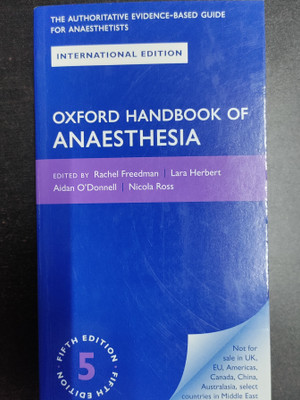 THE AUTHORITATIVE EVIDENCE-BASED GUIDE
FOR ANAESTHETISTS
INTERNATIONAL EDITION
OXFORD HANDBOOK OF
ANAESTHESIA
EDITED BY Rachel Freedman | Lara Herbert
Aidan O'Donnell | Nicola Ross
FIFTH EDITION · FIFTH EDITION ·
5
Not for
sale in UK,
EU, Americas,
Canada, China,
Australasia, select
countries in Middle East